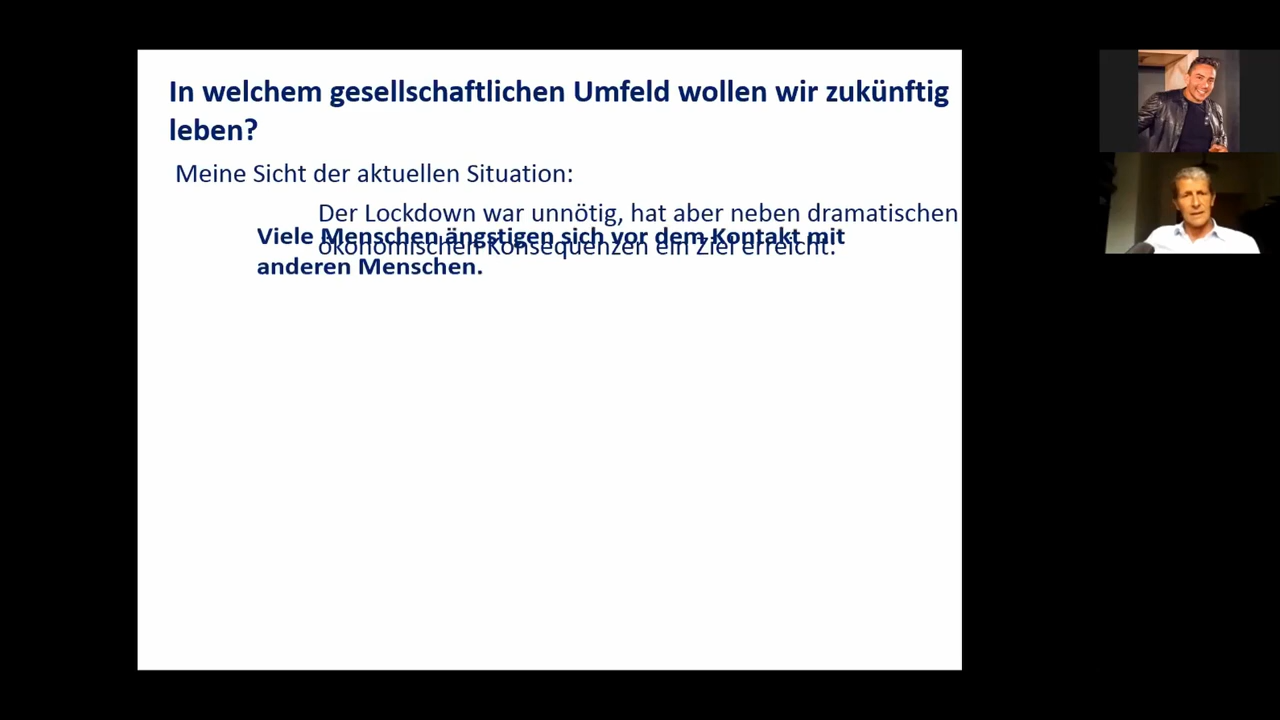 In welchem gesellschaftlichen Umfeld wollen wir zukünftig
leben?
Meine Sicht der aktuellen Situation:
Der Lockdown war unnötig, hat aber neben dramatischen
ökonomischen Konsequenzen ein Ziel erreicht:
Viele Menschen ängstigen sich vor dem Kontakt mit
anderen Menschen.